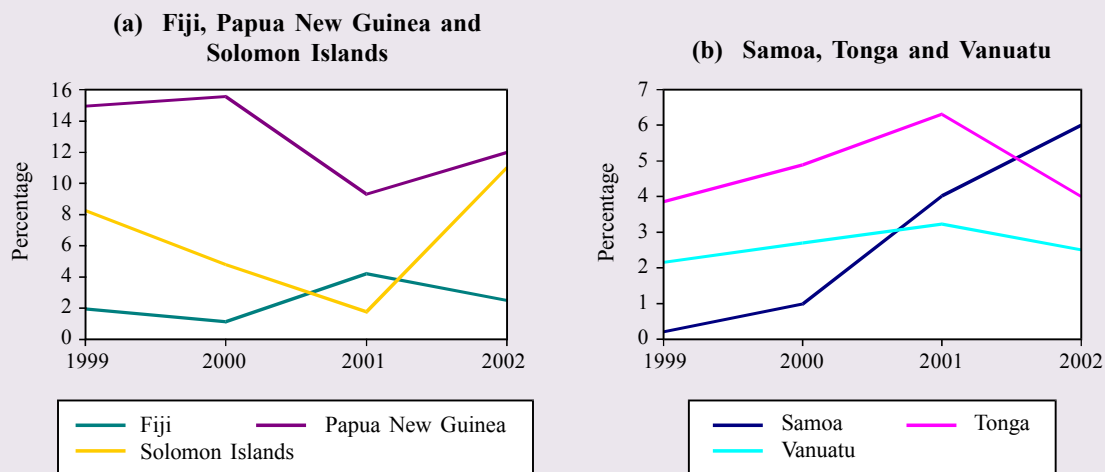 (a) Fiji, Papua New Guinea and
Solomon Islands
Percentage
16
14
12
10
8
6
4
2
0
1999 2000 2001 2002
Fiji Papua New Guinea
Solomon Islands
(b) Samoa, Tonga and Vanuatu
Percentage
7
6
5
4
3
2
1
0
1999 2000 2001 2002
Samoa Tonga
Vanuatu